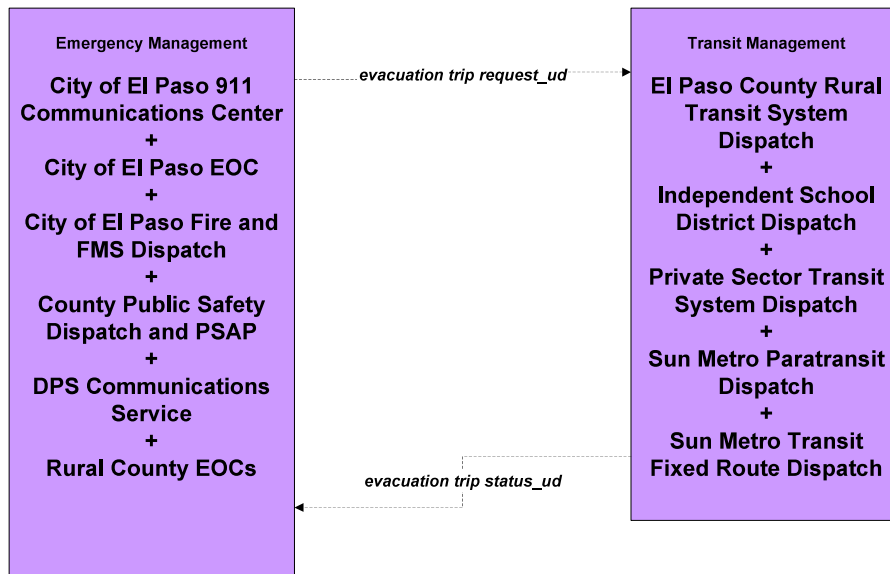 Emergency Management
City of El Paso 911
Communications Center
+
City of El Paso EOC
+
City of El Paso Fire and
FMS Dispatch
+
County Public Safety
Dispatch and PSAP
+
DPS Communications
Service
+
Rural County EOCs
evacuation trip request_ud
evacuation trip status_ud
Transit Management
El Paso County Rural
Transit System
Dispatch
+
Independent School
District Dispatch
+
Private Sector Transit
System Dispatch
+
Sun Metro Paratransit
Dispatch
+
Sun Metro Transit
Fixed Route Dispatch